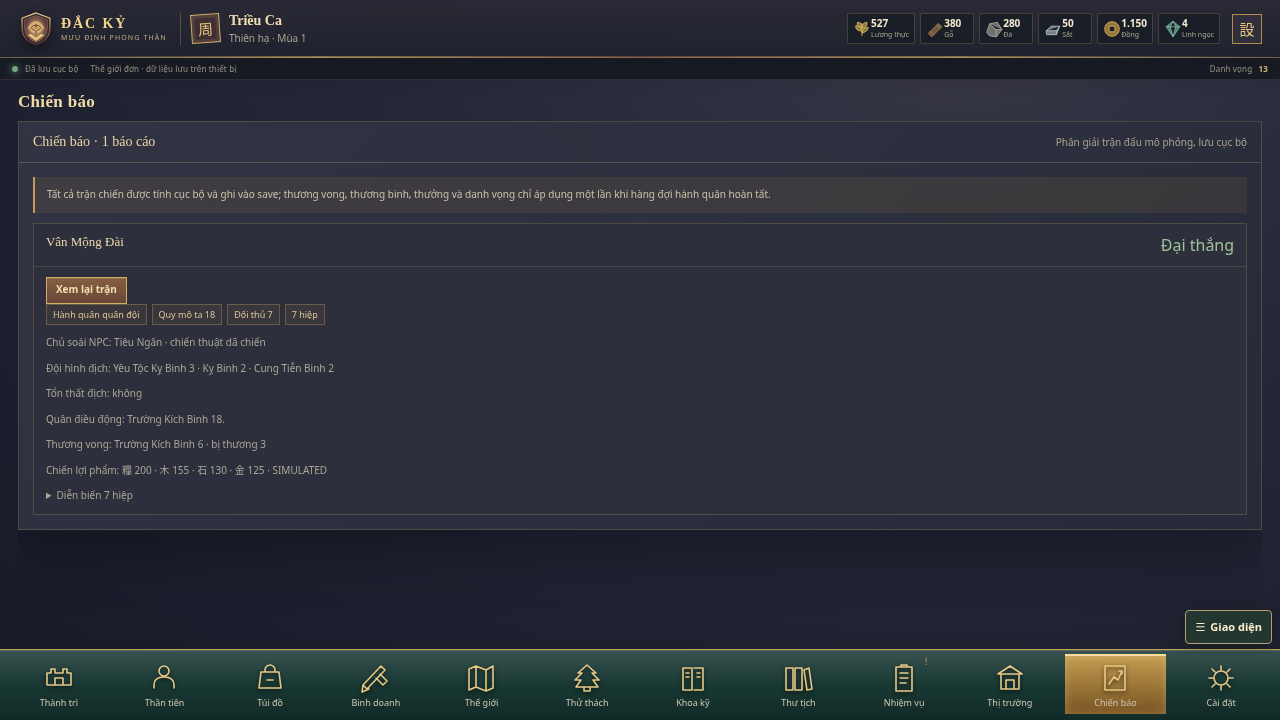 ĐẮC KỶ
MƯU ĐỊNH PHONG THẦN
周
Triều Ca
Thiên hạ · Mùa 1
527 Lương thực
380 Gỗ
280 Đá
50 Sắt
1.150 Đồng
4 Linh ngọc
設
Đã lưu cục bộ
Thế giới đơn · dữ liệu lưu trên thiết bị
Danh vọng 13
Chiến báo
Chiến báo · 1 báo cáo
Phân giải trận đấu mô phỏng, lưu cục bộ
Tất cả trận chiến được tính cục bộ và ghi vào save; thương vong, thương binh, thưởng và danh vọng chỉ áp dụng một lần khi hàng đợi hành quân hoàn tất.
Vân Mộng Đài
Đại thắng
Xem lại trận
Hành quân quân đội
Quy mô ta 18
Đối thủ 7
7 hiệp
Chủ soái NPC: Tiêu Ngân · chiến thuật dã chiến
Đội hình địch: Yêu Tộc Kỵ Binh 3 · Kỵ Binh 2 · Cung Tiễn Binh 2
Tổn thất địch: không
Quân điều động: Trường Kích Binh 18.
Thương vong: Trường Kích Binh 6 · bị thương 3
Chiến lợi phẩm: 糧 200 · 木 155 · 石 130 · 金 125 · SIMULATED
▶ Diễn biến 7 hiệp
☰ Giao diện
Thành trì
Thần tiên
Túi đồ
Binh doanh
Thế giới
Thử thách
Khoa kỹ
Thư tịch
Nhiệm vụ
!
Thị trường
Chiến báo
Cài đặt